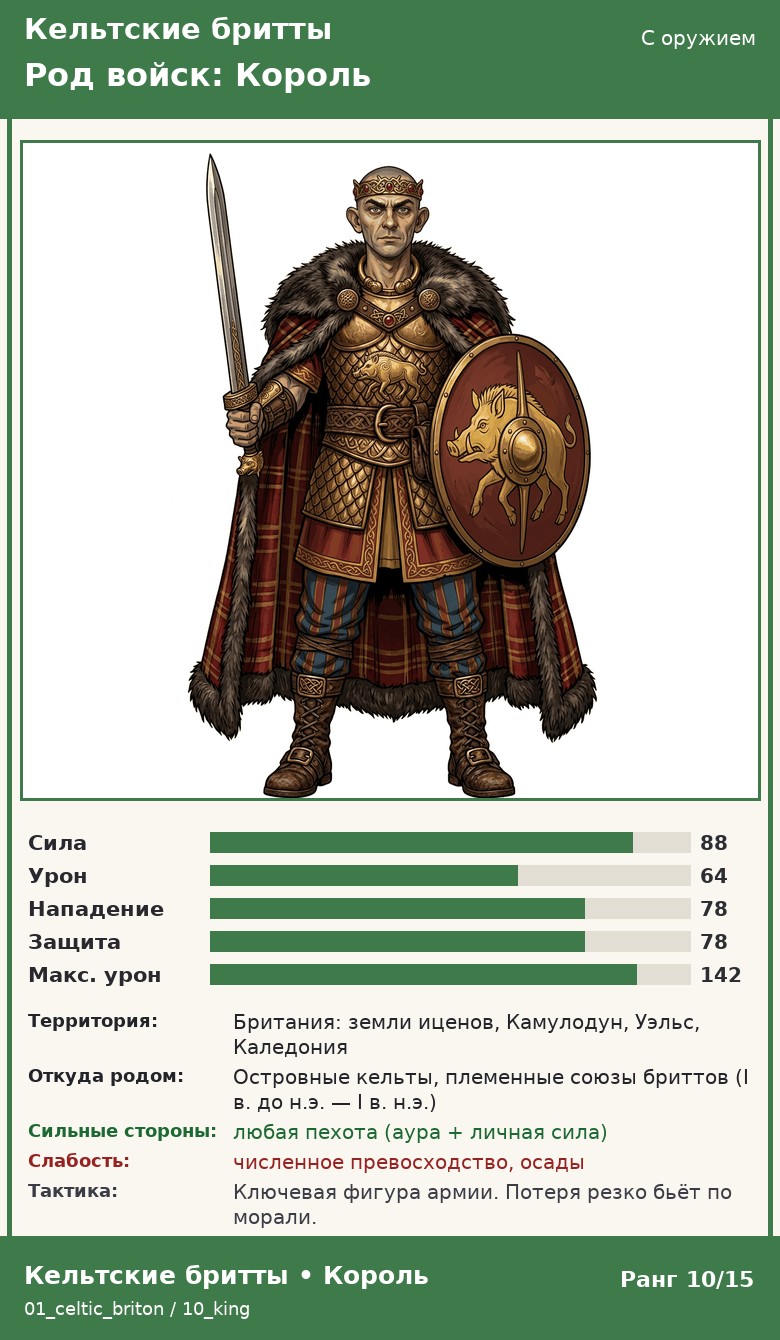 Кельтские бритты
С оружием
Род войск: Король
Сила 88
Урон 64
Нападение 78
Защита 78
Макс. урон 142
Территория: Британия: земли иценов, Камулодун, Уэльс,
Каледония
Откуда родом: Островные кельты, племенные союзы бриттов (I
в. до н.э. — I в. н.э.)
Сильные стороны: любая пехота (аура + личная сила)
Слабость: численное превосходство, осады
Тактика: Ключевая фигура армии. Потеря резко бьёт по
морали.
Кельтские бритты • Король
Ранг 10/15
01_celtic_briton / 10_king